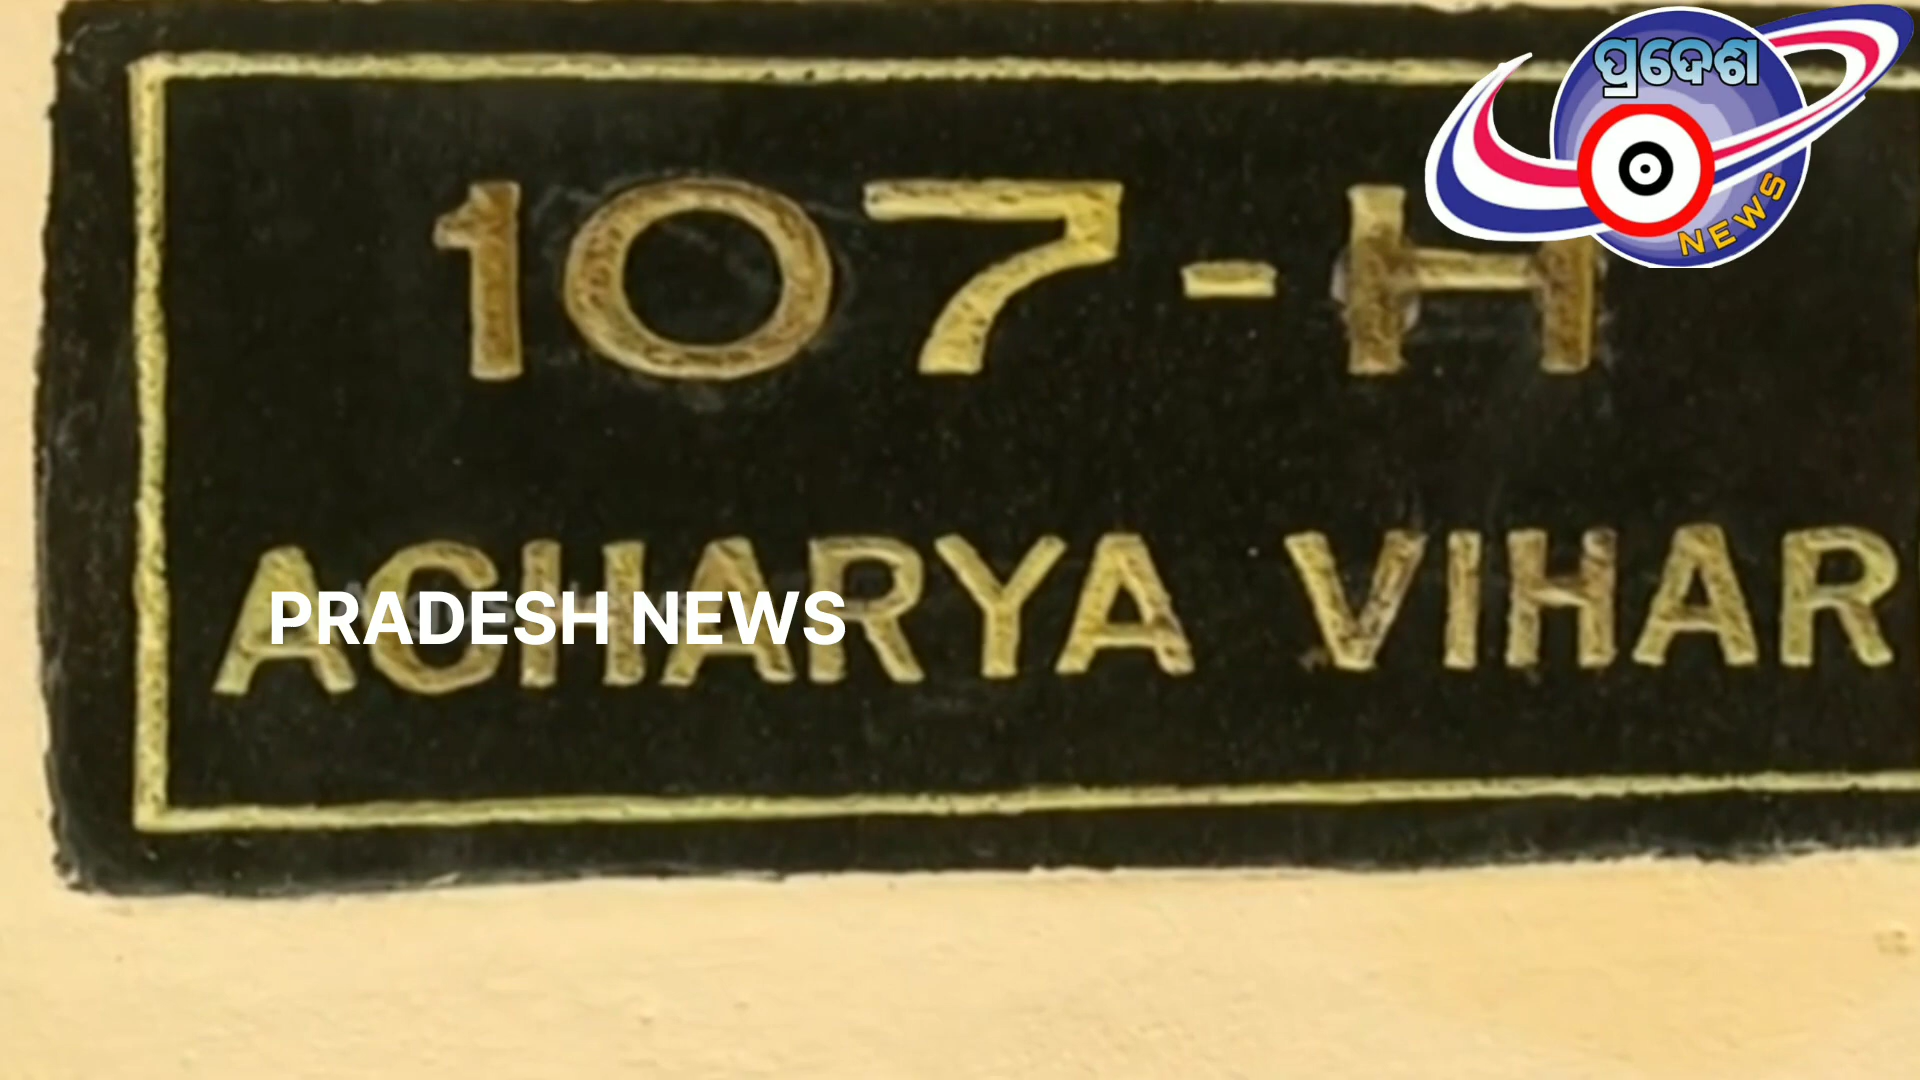 ପ୍ରଦେଶ
NEWS
107-H
ACHARYA VIHAR
PRADESH NEWS